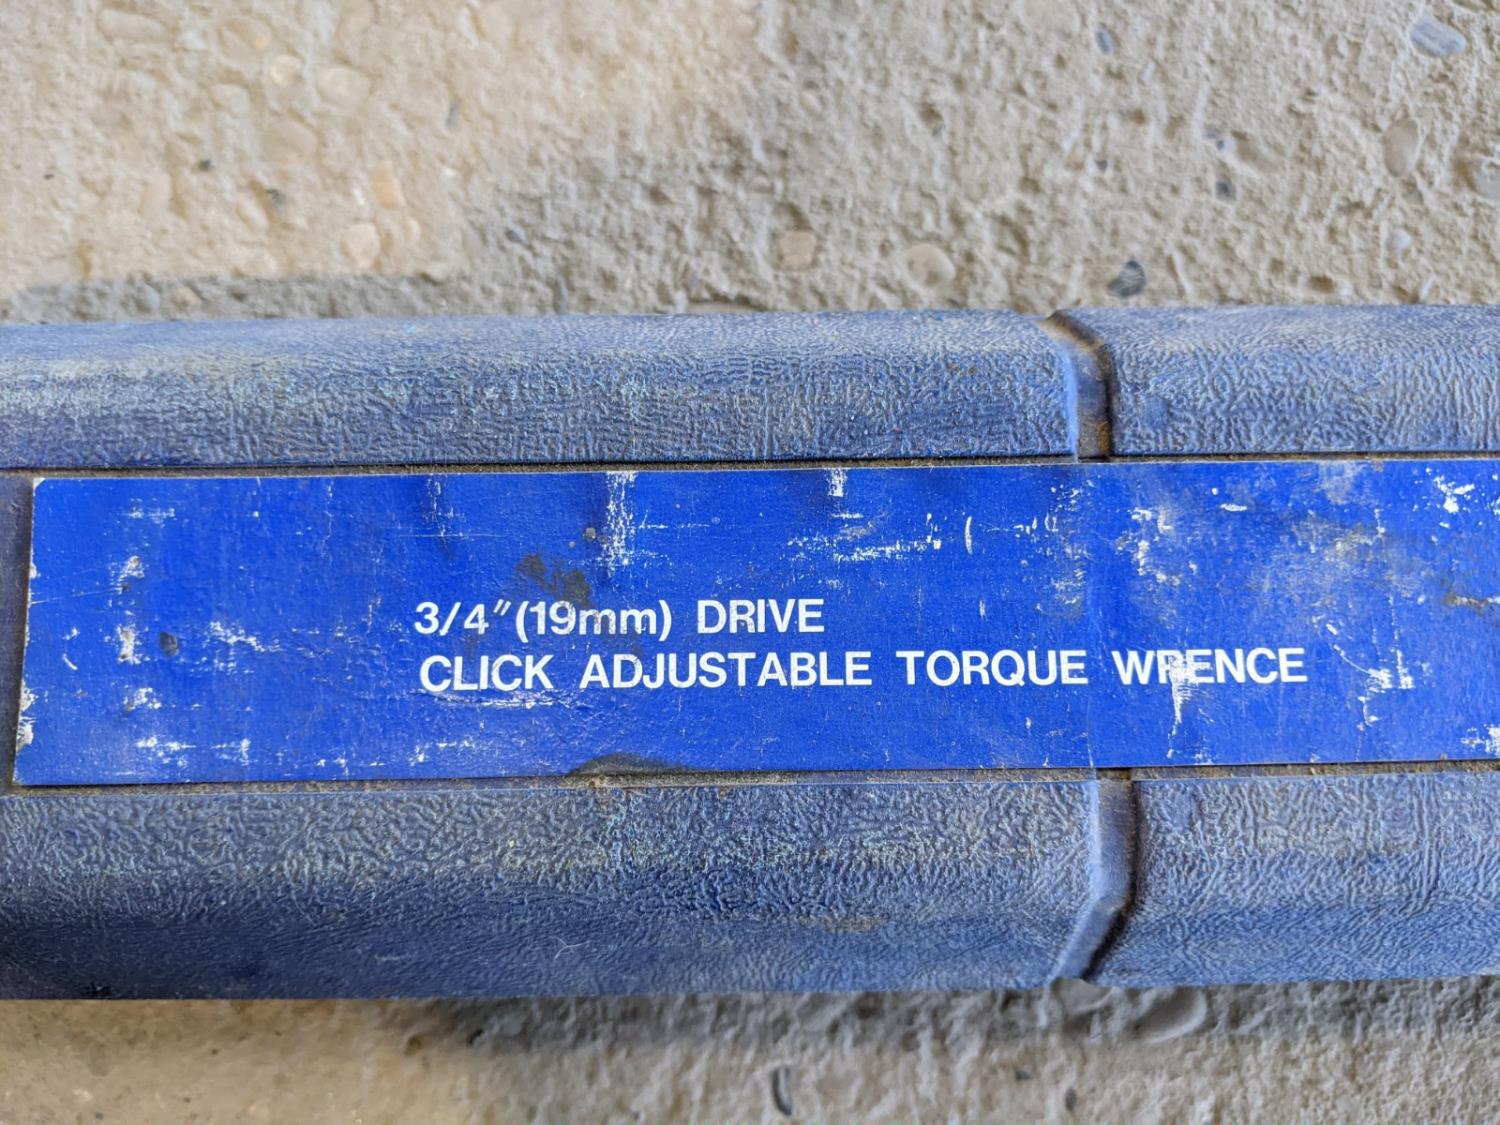 3/4"(19mm) DRIVE
CLICK ADJUSTABLE TORQUE WRENCE